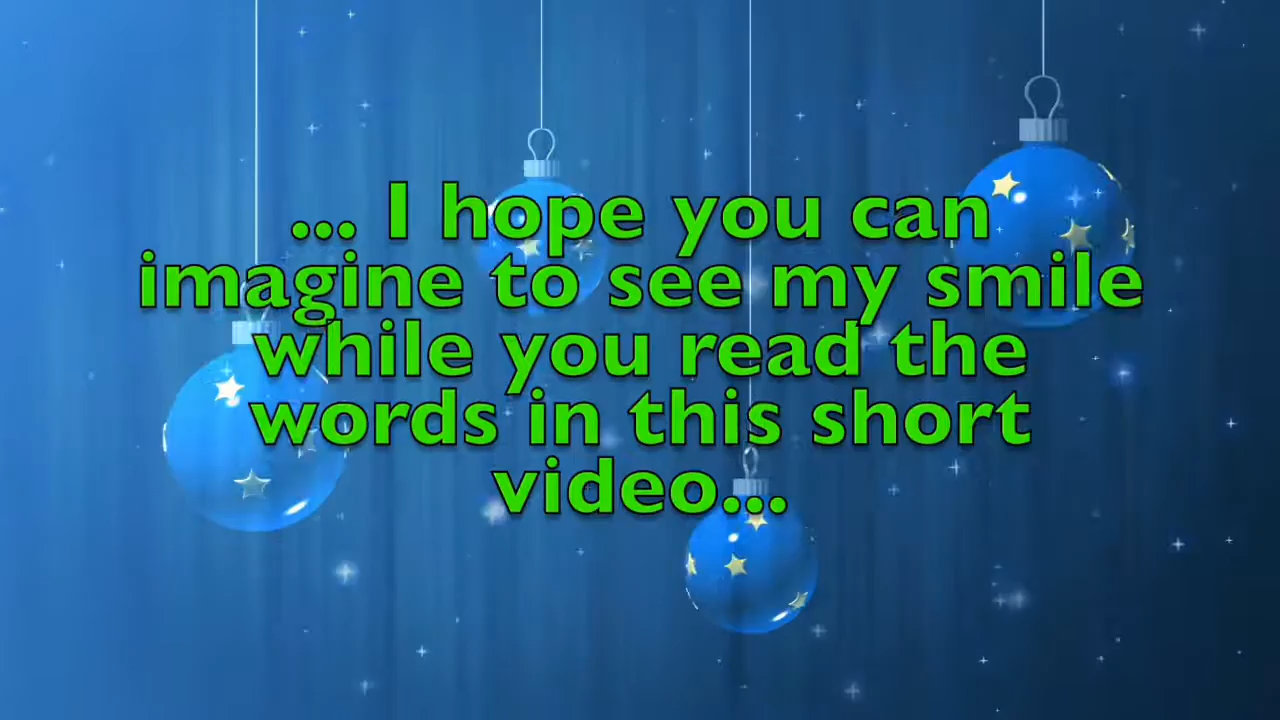 ... I hope you can
imagine to see my smile
while you read the
words in this short
video...